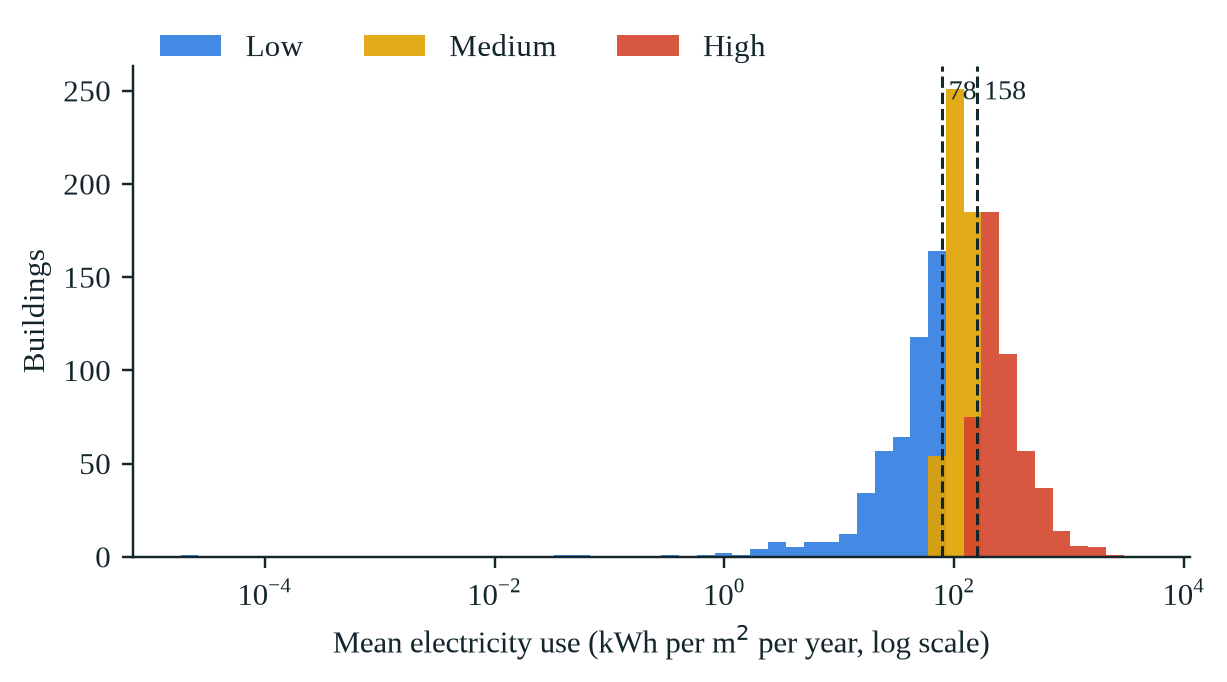 Low Medium High
78 158
250
200
150
100
50
0
Buildings
10⁻⁴ 10⁻² 10⁰ 10² 10⁴
Mean electricity use (kWh per m² per year, log scale)